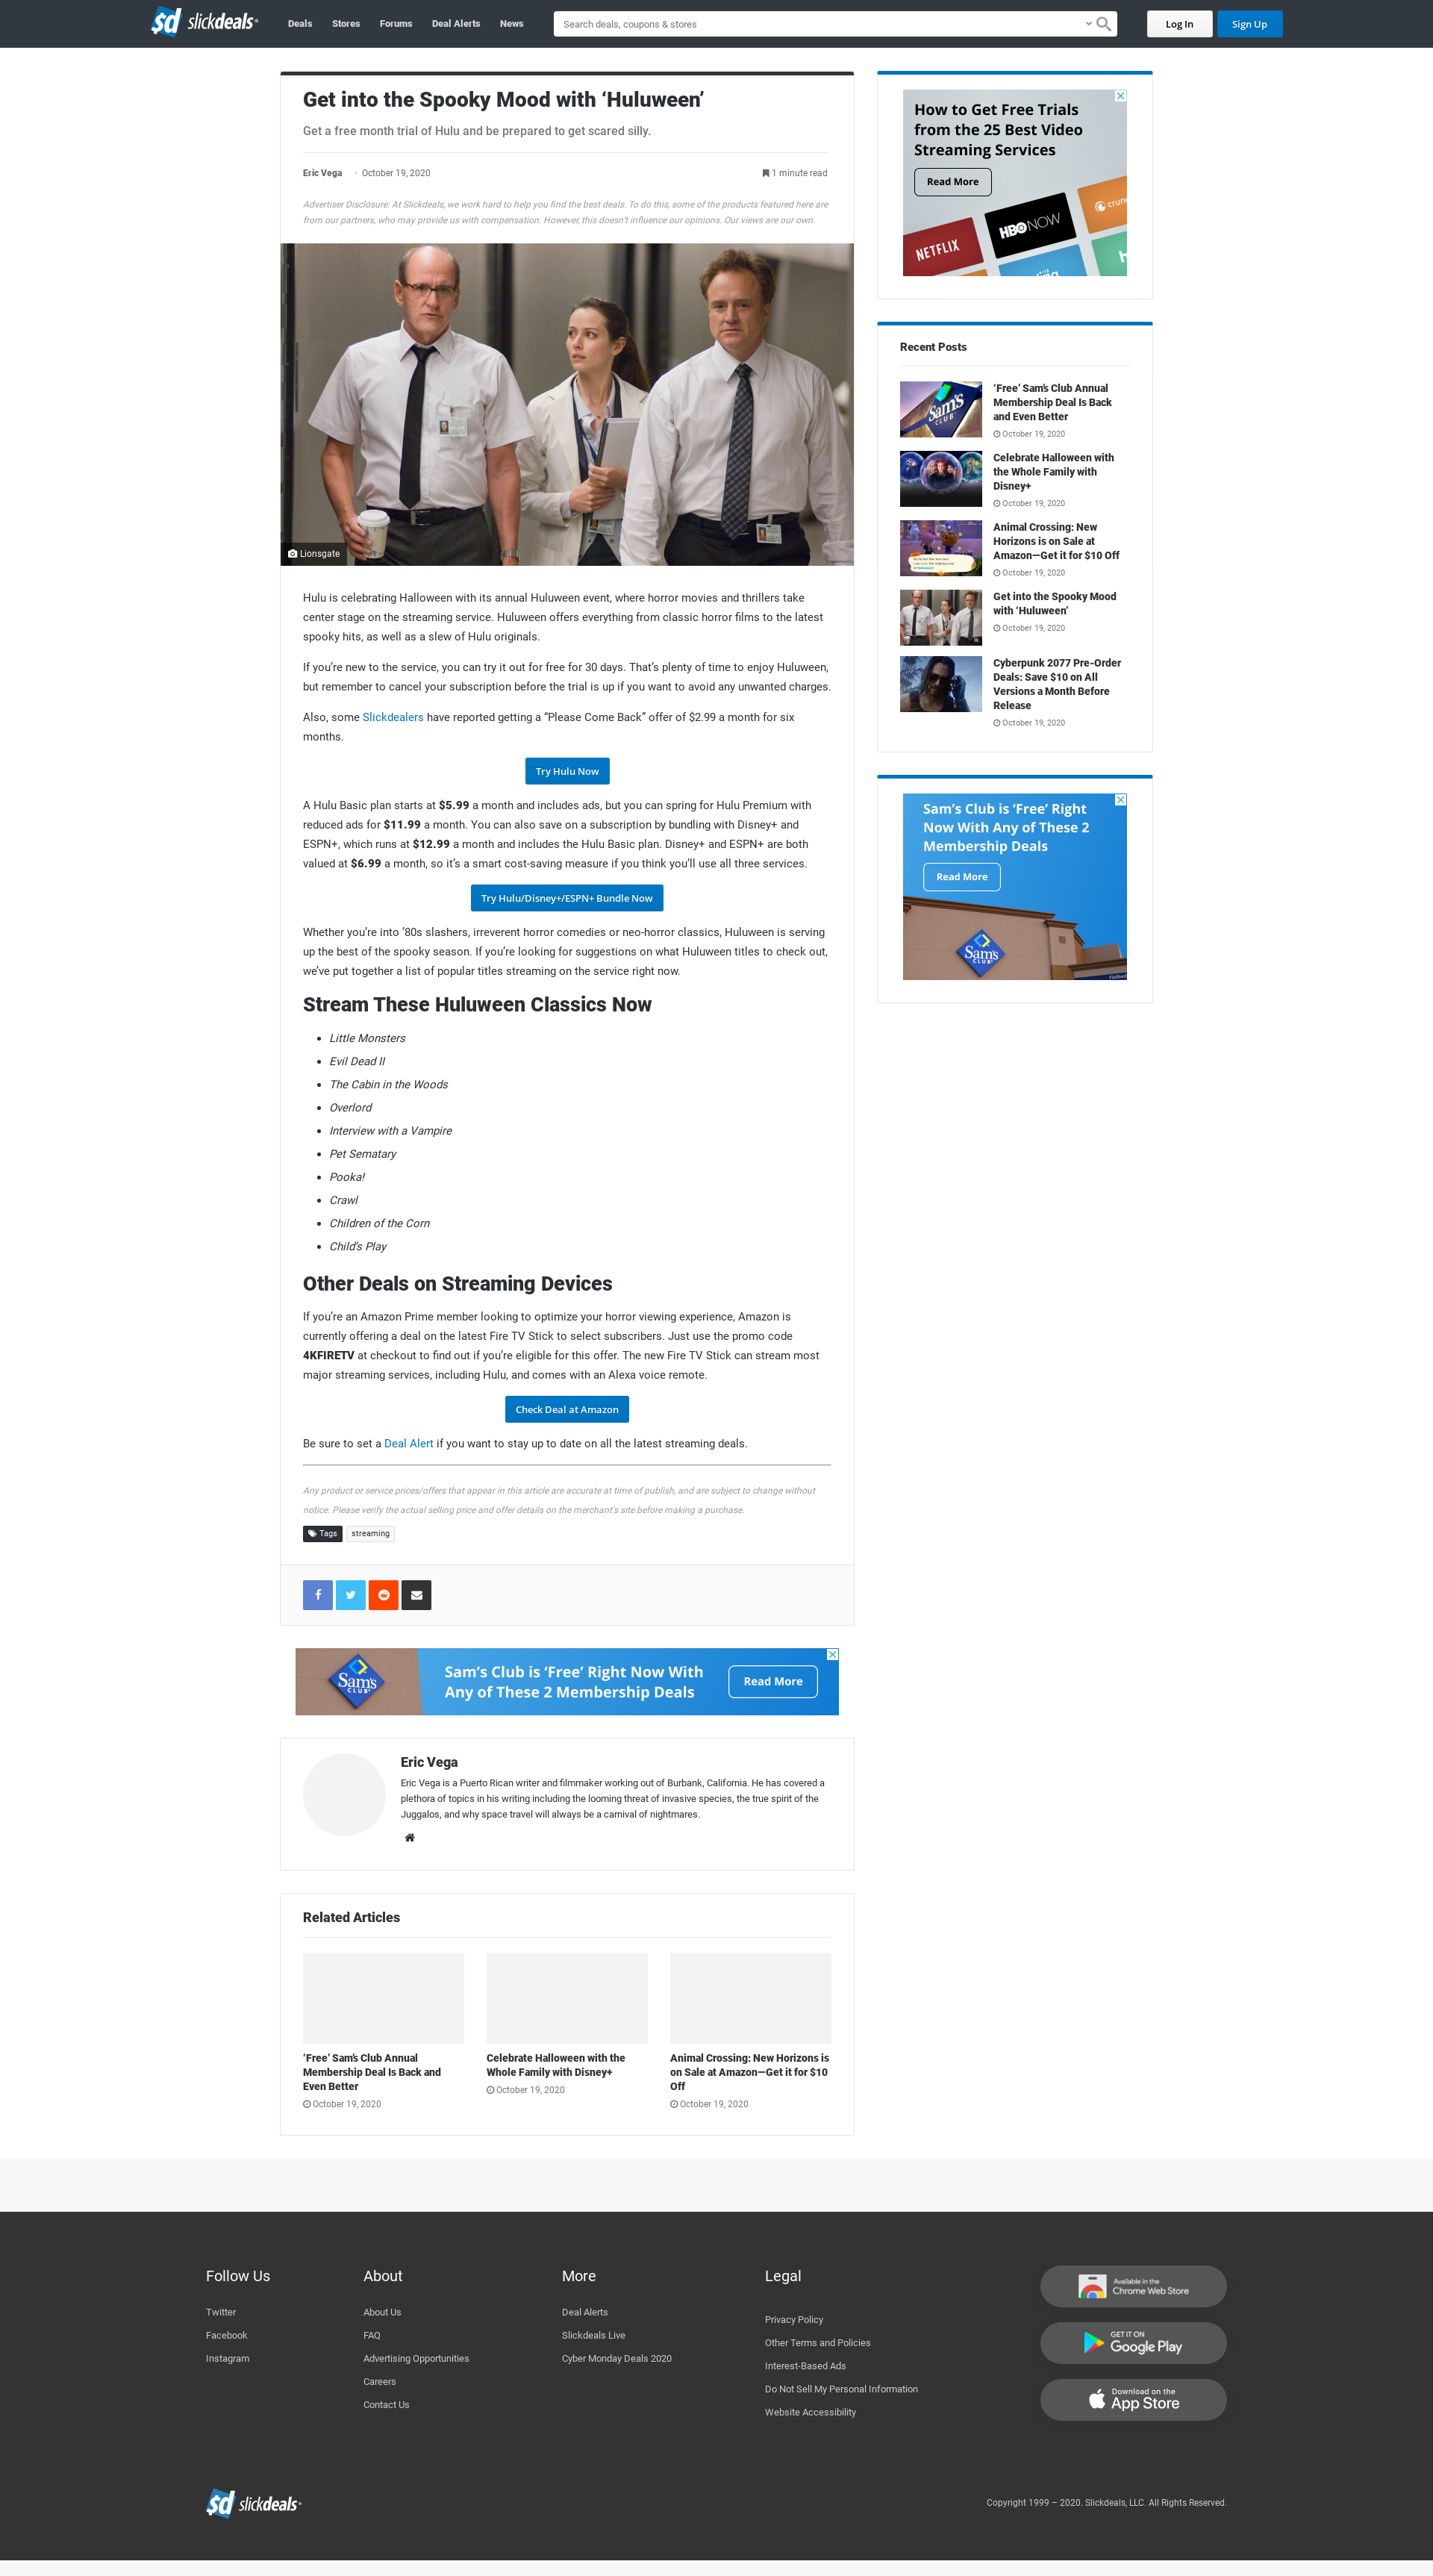 sd slickdeals
Deals Stores Forums Deal Alerts News
Search deals, coupons & stores
Log In Sign Up
Get into the Spooky Mood with ‘Huluween’
Get a free month trial of Hulu and be prepared to get scared silly.
Eric Vega · October 19, 2020 1 minute read
Advertiser Disclosure: At Slickdeals, we work hard to help you find the best deals. To do this, some of the products featured here are
from our partners, who may provide us with compensation. However, this doesn’t influence our opinions. Our views are our own.
Lionsgate
Hulu is celebrating Halloween with its annual Huluween event, where horror movies and thrillers take
center stage on the streaming service. Huluween offers everything from classic horror films to the latest
spooky hits, as well as a slew of Hulu originals.
If you’re new to the service, you can try it out for free for 30 days. That’s plenty of time to enjoy Huluween,
but remember to cancel your subscription before the trial is up if you want to avoid any unwanted charges.
Also, some Slickdealers have reported getting a “Please Come Back” offer of $2.99 a month for six
months.
Try Hulu Now
A Hulu Basic plan starts at $5.99 a month and includes ads, but you can spring for Hulu Premium with
reduced ads for $11.99 a month. You can also save on a subscription by bundling with Disney+ and
ESPN+, which runs at $12.99 a month and includes the Hulu Basic plan. Disney+ and ESPN+ are both
valued at $6.99 a month, so it’s a smart cost-saving measure if you think you’ll use all three services.
Try Hulu/Disney+/ESPN+ Bundle Now
Whether you’re into ’80s slashers, irreverent horror comedies or neo-horror classics, Huluween is serving
up the best of the spooky season. If you’re looking for suggestions on what Huluween titles to check out,
we’ve put together a list of popular titles streaming on the service right now.
Stream These Huluween Classics Now
Little Monsters
Evil Dead II
The Cabin in the Woods
Overlord
Interview with a Vampire
Pet Sematary
Pooka!
Crawl
Children of the Corn
Child’s Play
Other Deals on Streaming Devices
If you’re an Amazon Prime member looking to optimize your horror viewing experience, Amazon is
currently offering a deal on the latest Fire TV Stick to select subscribers. Just use the promo code
4KFIRETV at checkout to find out if you’re eligible for this offer. The new Fire TV Stick can stream most
major streaming services, including Hulu, and comes with an Alexa voice remote.
Check Deal at Amazon
Be sure to set a Deal Alert if you want to stay up to date on all the latest streaming deals.
Any product or service prices/offers that appear in this article are accurate at time of publish, and are subject to change without
notice. Please verify the actual selling price and offer details on the merchant’s site before making a purchase.
Tags streaming
Sam’s CLUB
Sam’s Club is ‘Free’ Right Now With
Any of These 2 Membership Deals
Read More
Eric Vega
Eric Vega is a Puerto Rican writer and filmmaker working out of Burbank, California. He has covered a
plethora of topics in his writing including the looming threat of invasive species, the true spirit of the
Juggalos, and why space travel will always be a carnival of nightmares.
Related Articles
‘Free’ Sam’s Club Annual
Membership Deal Is Back and
Even Better
October 19, 2020
Celebrate Halloween with the
Whole Family with Disney+
October 19, 2020
Animal Crossing: New Horizons is
on Sale at Amazon—Get it for $10
Off
October 19, 2020
How to Get Free Trials
from the 25 Best Video
Streaming Services
Read More
NETFLIX
HBO NOW
Recent Posts
Sam’s CLUB
‘Free’ Sam’s Club Annual
Membership Deal Is Back
and Even Better
October 19, 2020
Celebrate Halloween with
the Whole Family with
Disney+
October 19, 2020
Animal Crossing: New
Horizons is on Sale at
Amazon—Get it for $10 Off
October 19, 2020
Get into the Spooky Mood
with ‘Huluween’
October 19, 2020
Cyberpunk 2077 Pre-Order
Deals: Save $10 on All
Versions a Month Before
Release
October 19, 2020
Sam’s Club is ‘Free’ Right
Now With Any of These 2
Membership Deals
Read More
Sam’s CLUB
Follow Us
Twitter
Facebook
Instagram
About
About Us
FAQ
Advertising Opportunities
Careers
Contact Us
More
Deal Alerts
Slickdeals Live
Cyber Monday Deals 2020
Legal
Privacy Policy
Other Terms and Policies
Interest-Based Ads
Do Not Sell My Personal Information
Website Accessibility
Available in the
Chrome Web Store
GET IT ON
Google Play
Download on the
App Store
sd slickdeals
Copyright 1999 – 2020. Slickdeals, LLC. All Rights Reserved.